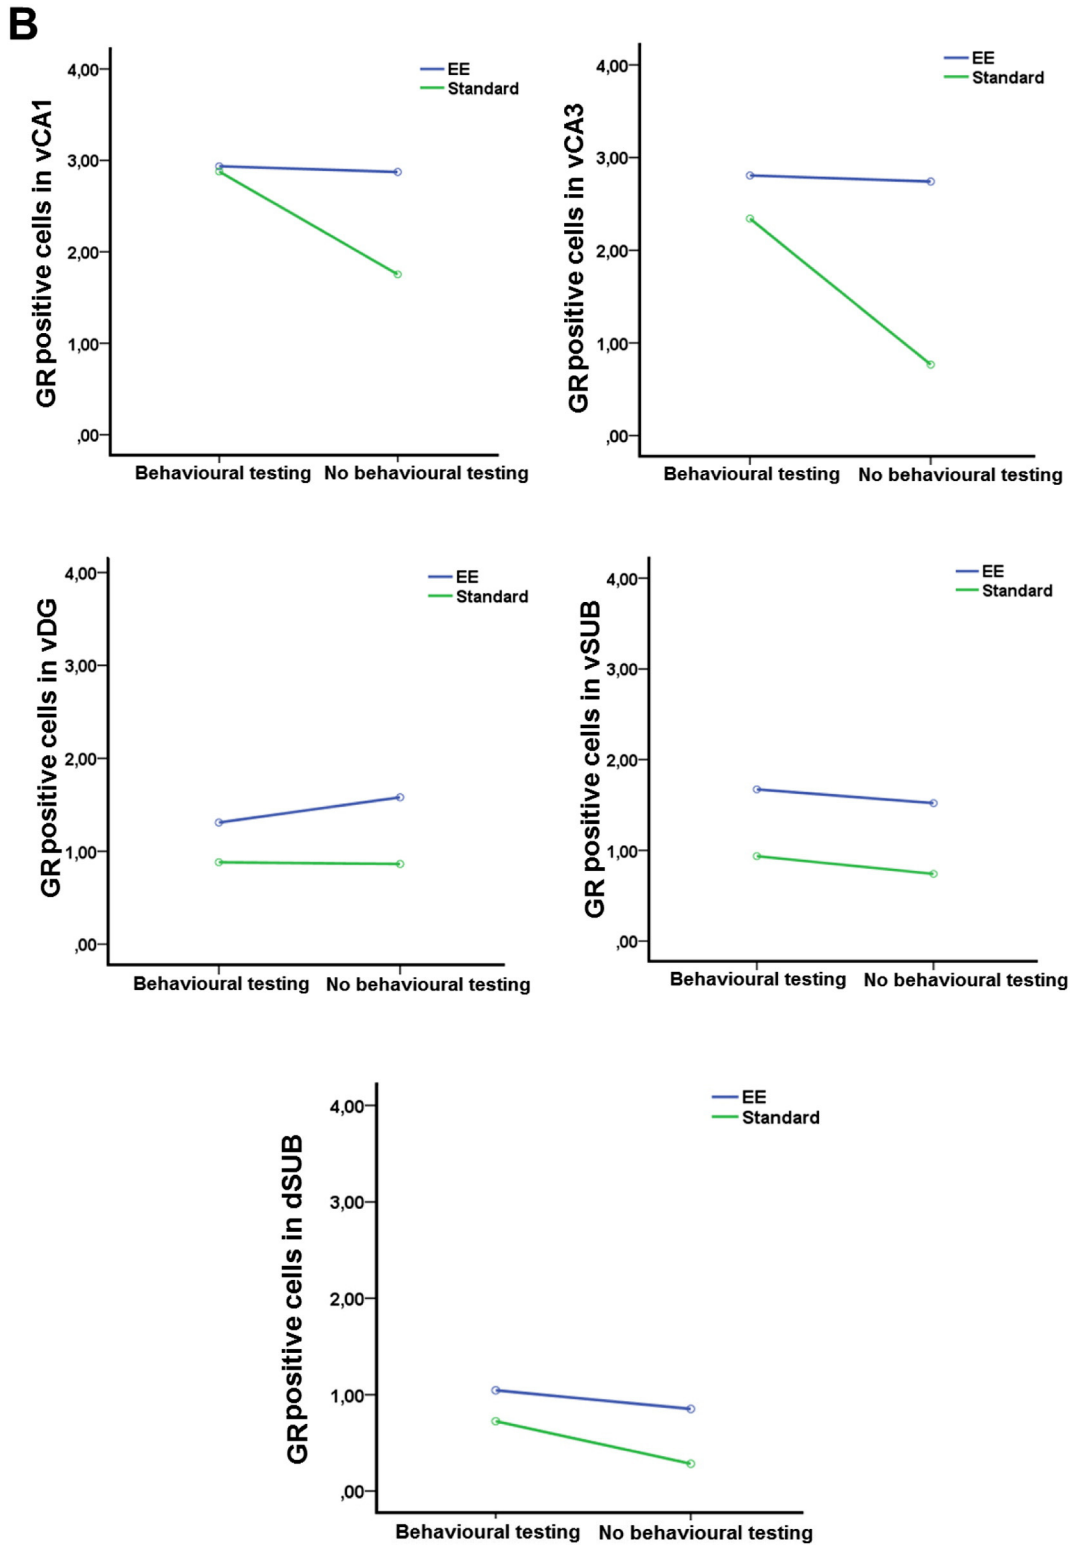 B
GR positive cells in vCA1
4,00
3,00
2,00
1,00
,00
EE
Standard
Behavioural testing No behavioural testing
GR positive cells in vCA3
4,00
3,00
2,00
1,00
,00
EE
Standard
Behavioural testing No behavioural testing
GR positive cells in vDG
4,00
3,00
2,00
1,00
,00
EE
Standard
Behavioural testing No behavioural testing
GR positive cells in vSUB
4,00
3,00
2,00
1,00
,00
EE
Standard
Behavioural testing No behavioural testing
GR positive cells in dSUB
4,00
3,00
2,00
1,00
,00
EE
Standard
Behavioural testing No behavioural testing